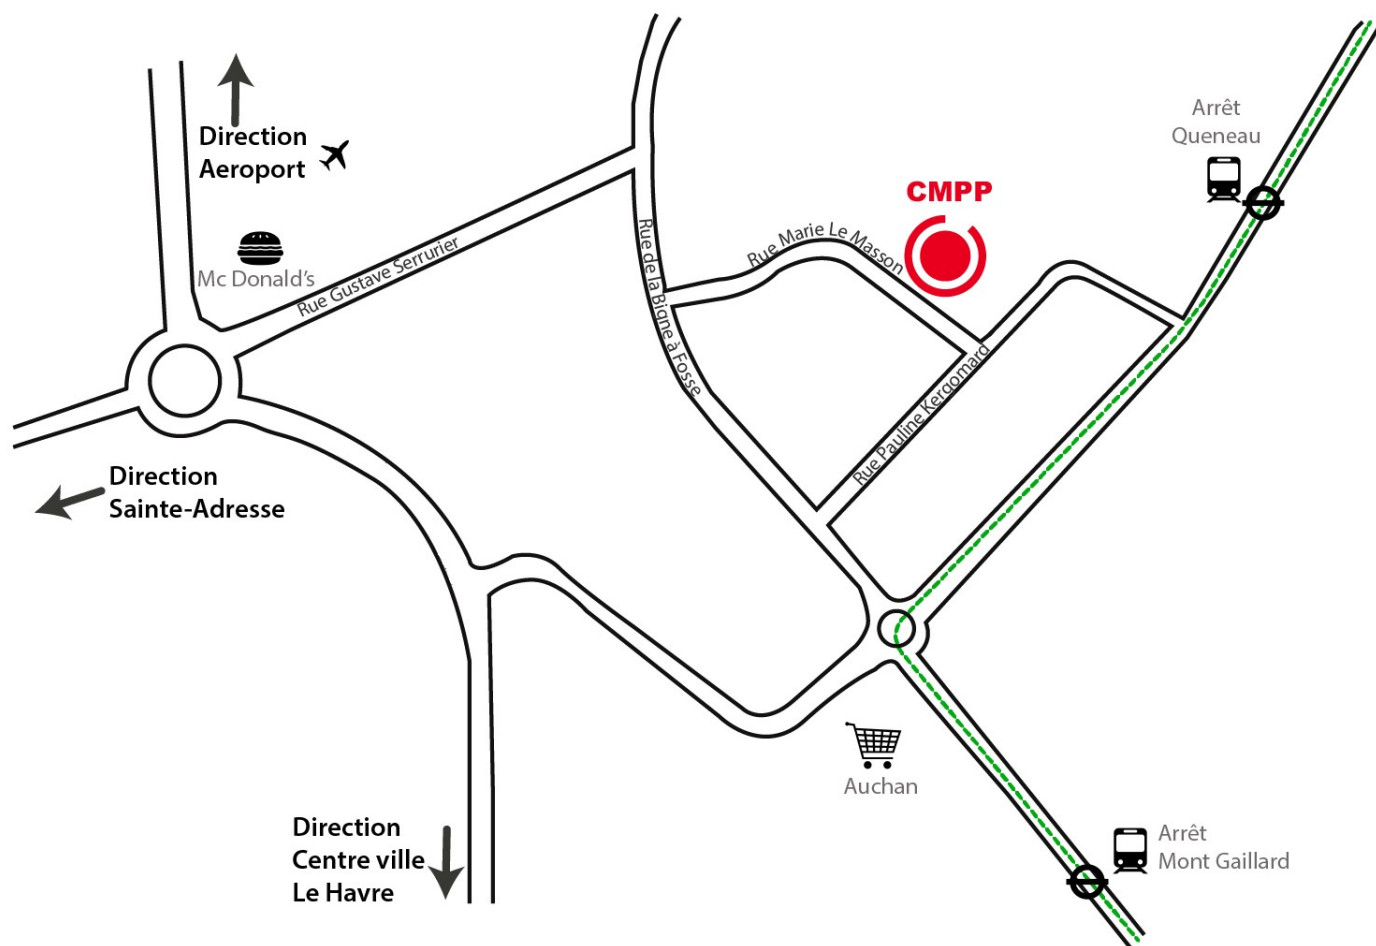 Direction
Aeroport
Mc Donald's
Rue Gustave Serrurier
Rue de la Bigne à Fosse
Rue Marie Le Masson
CMPP
Arrêt
Queneau
Rue Pauline Kergomard
Direction
Sainte-Adresse
Direction
Centre ville
Le Havre
Auchan
Arrêt
Mont Gaillard